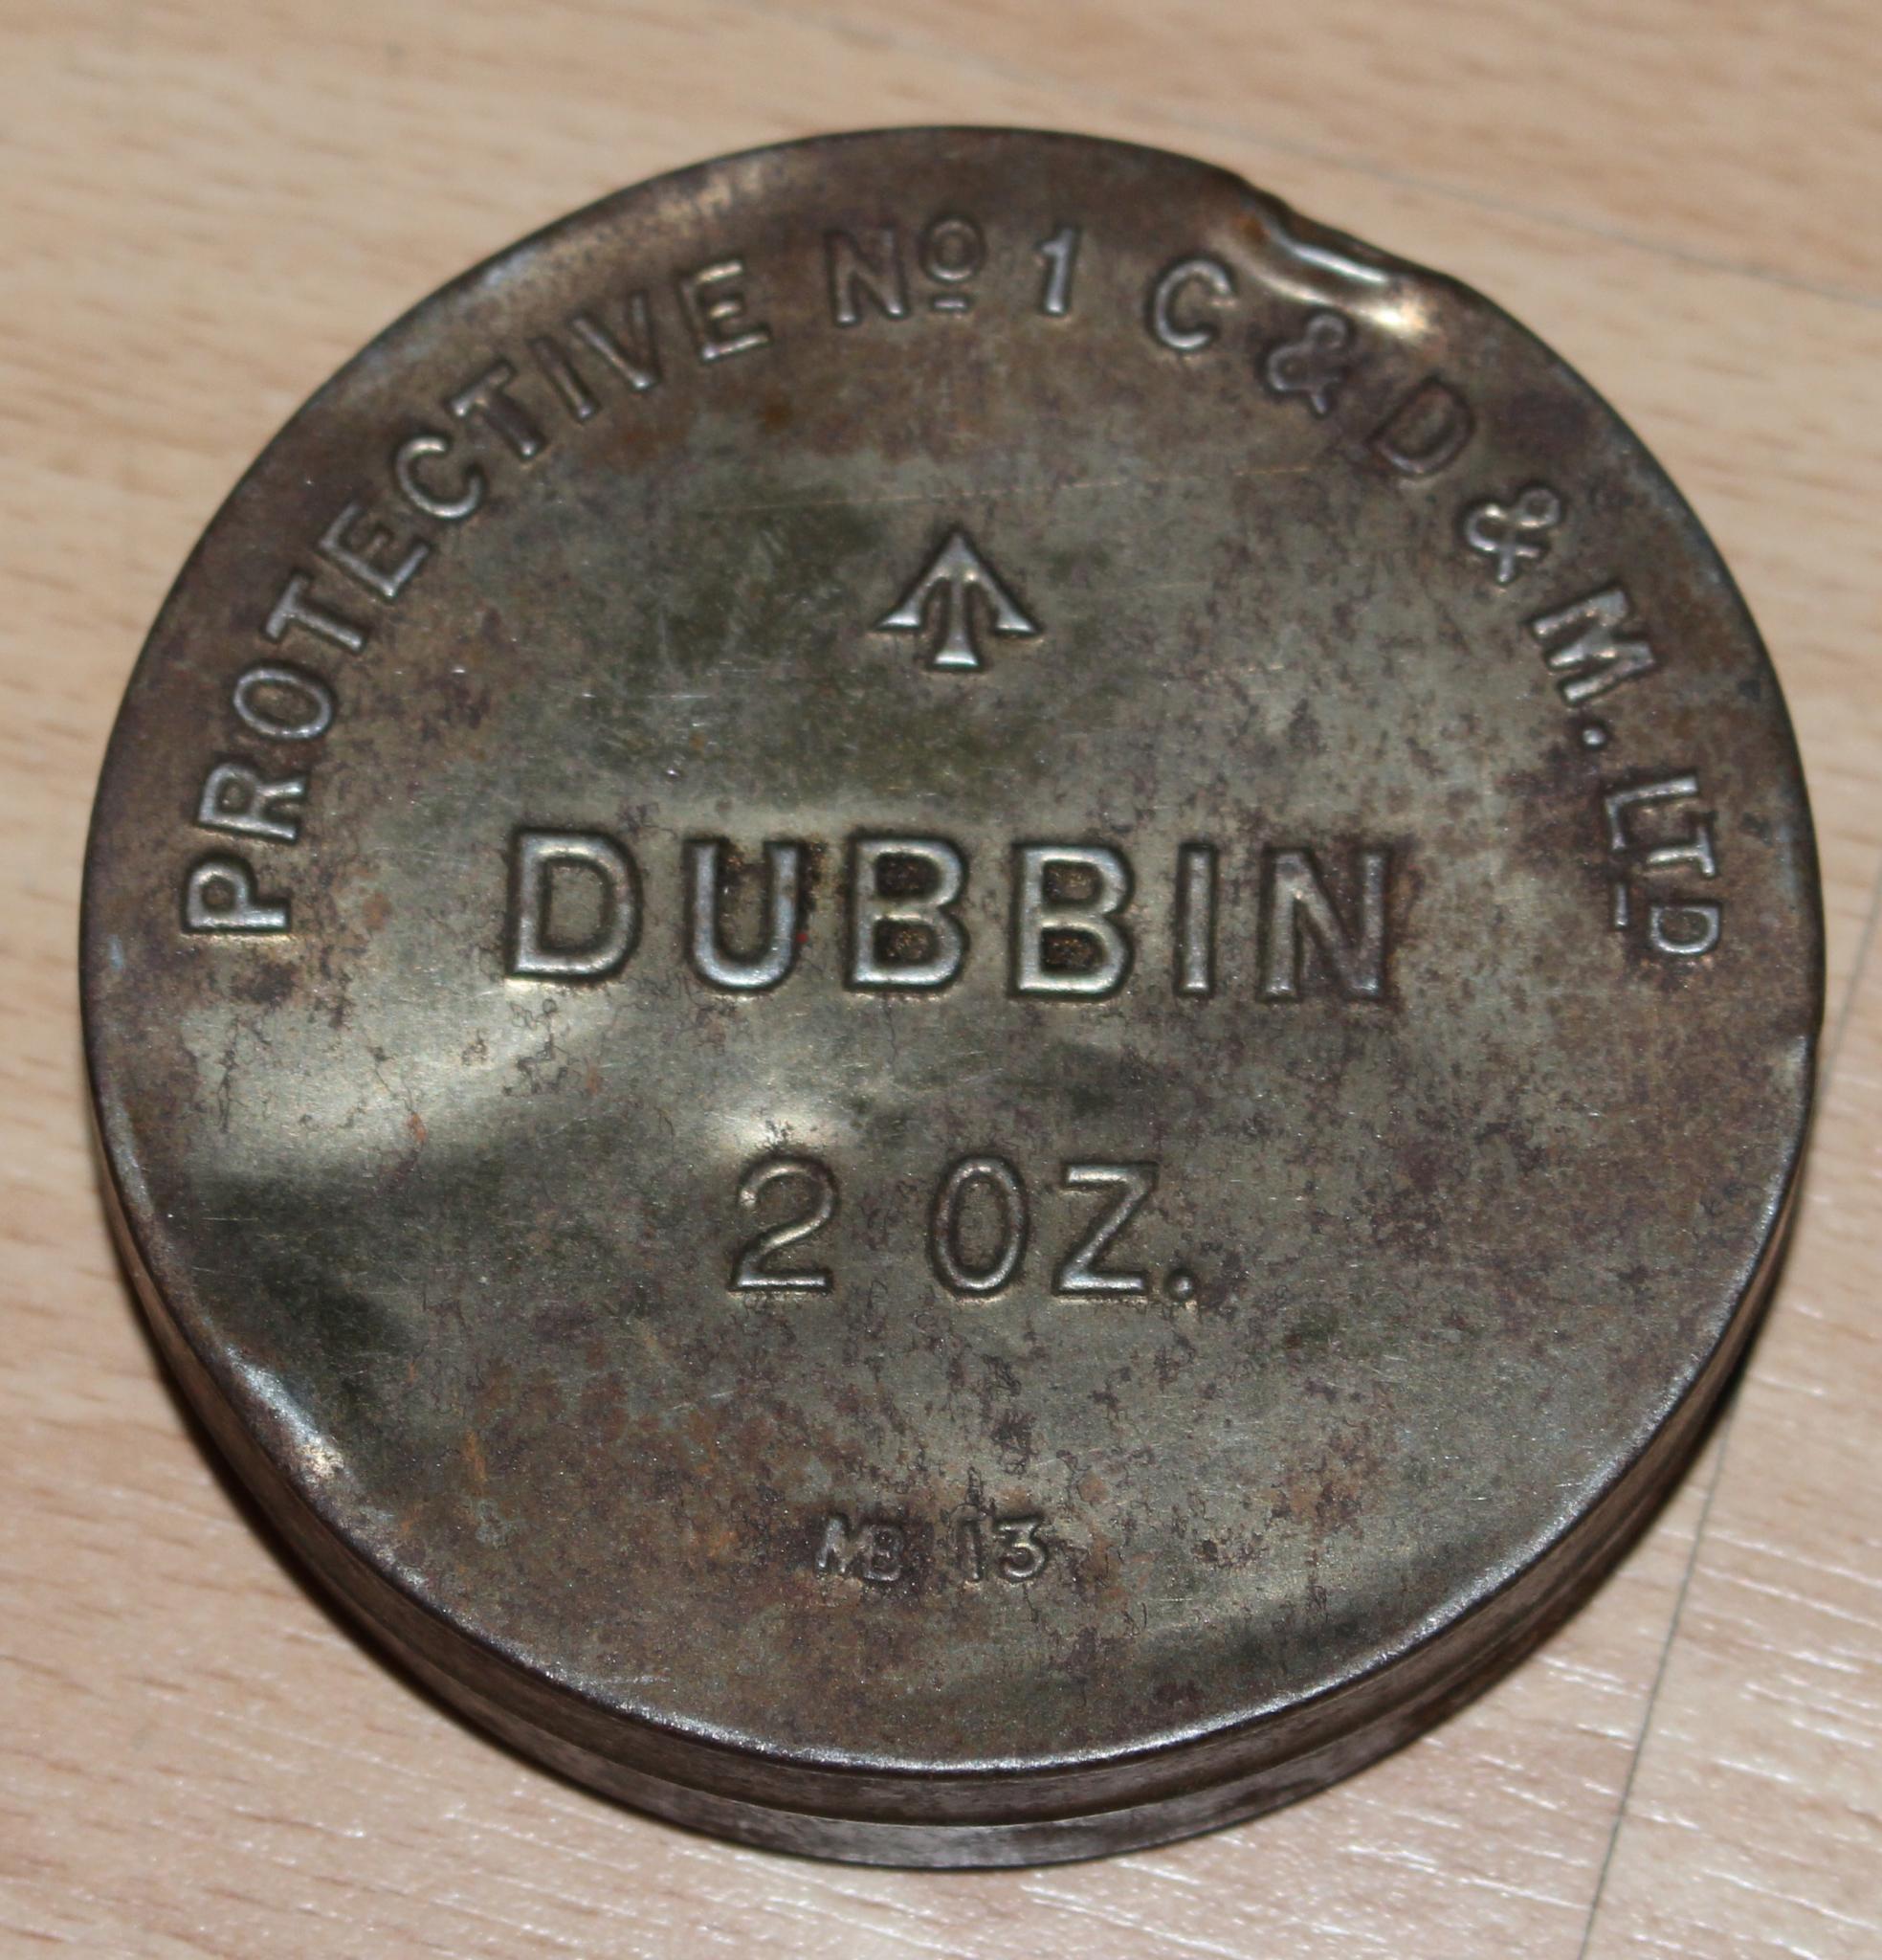 PROTECTIVE No 1 C & D & M. LTD
DUBBIN
2 OZ.
MB 13